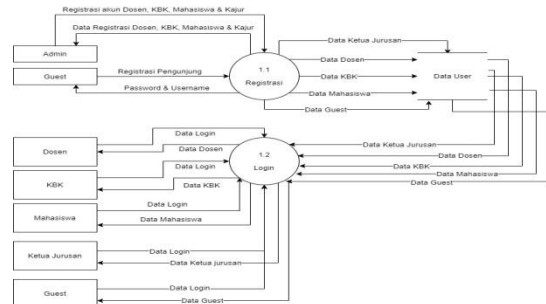 Registrasi akun Dosen, KBK, Mahasiswa & Kajur
Data Registrasi Dosen, KBK, Mahasiswa & Kajur
Admin
Guest
Registrasi Pengunjung
Password & Username
1.1
Registrasi
Data Ketua Jurusan
Data Dosen
Data KBK
Data Mahasiswa
Data Guest
Data User
Dosen
Data Login
Data Dosen
KBK
Data Login
Data KBK
Mahasiswa
Data Login
Data Mahasiswa
Ketua Jurusan
Data Login
Data Ketua jurusan
Guest
Data Login
Data Guest
1.2
Login
Data Ketua Jurusan
Data Dosen
Data KBK
Data Mahasiswa
Data Guest